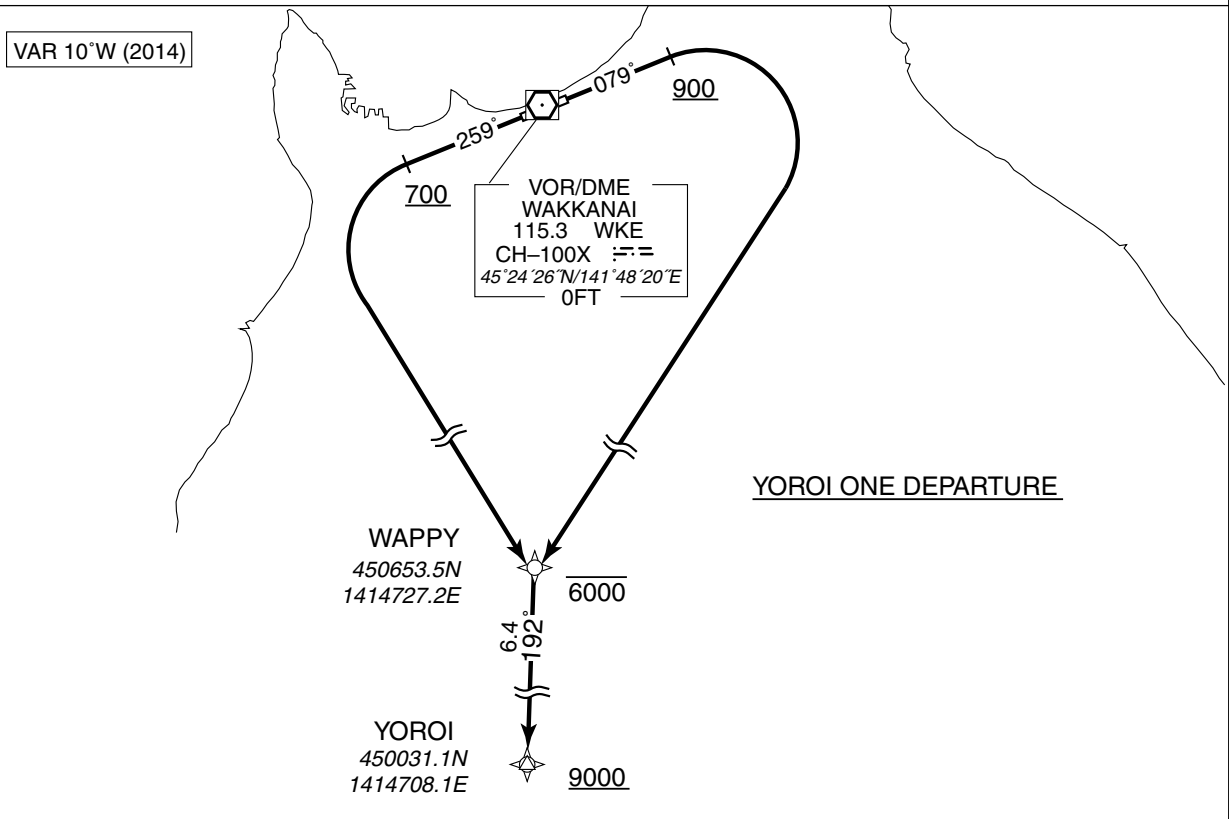 VAR 10°W (2014)
079°
900
259°
700
VOR/DME
WAKKANAI
115.3 WKE
CH–100X
45°24′26″N/141°48′20″E
0FT
YOROI ONE DEPARTURE
WAPPY
450653.5N
1414727.2E
6000
6.4
192°
YOROI
450031.1N
1414708.1E
9000